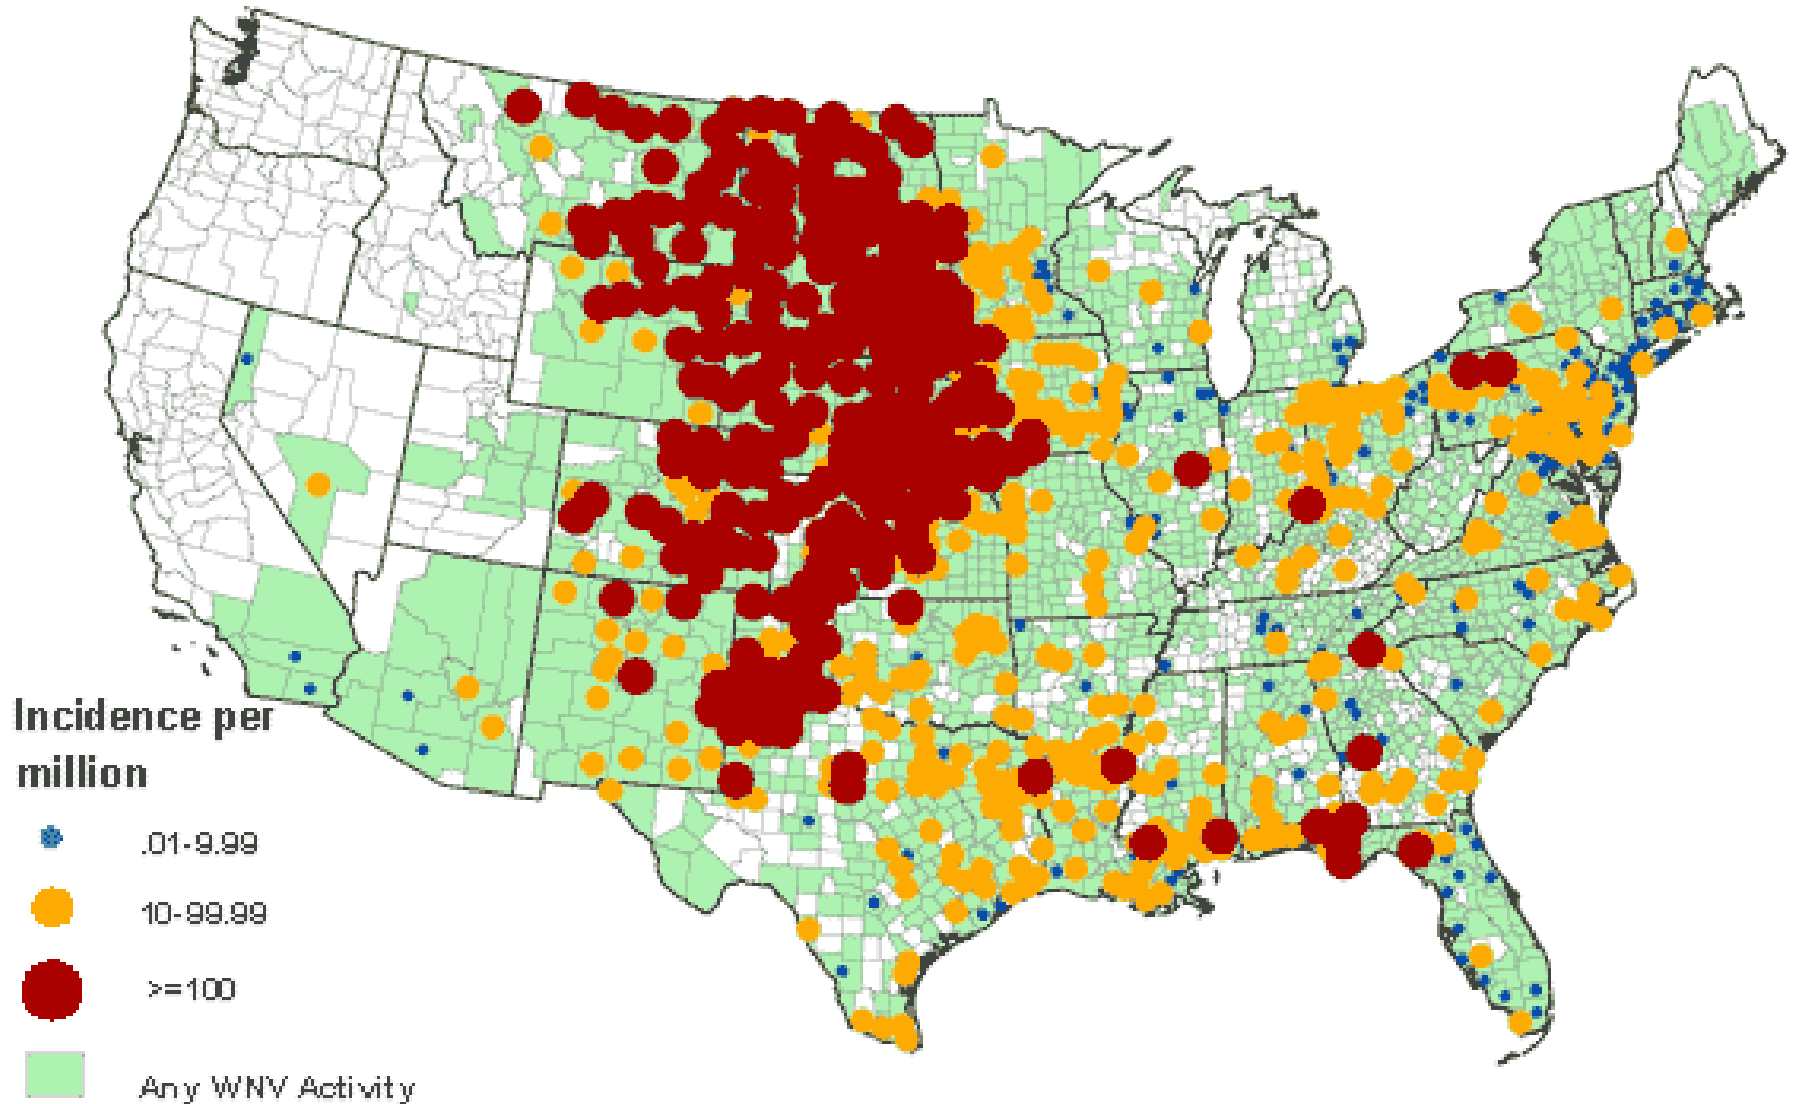 Incidence per
million
.01-9.99
10-99.99
>=100
Any WNV Activity